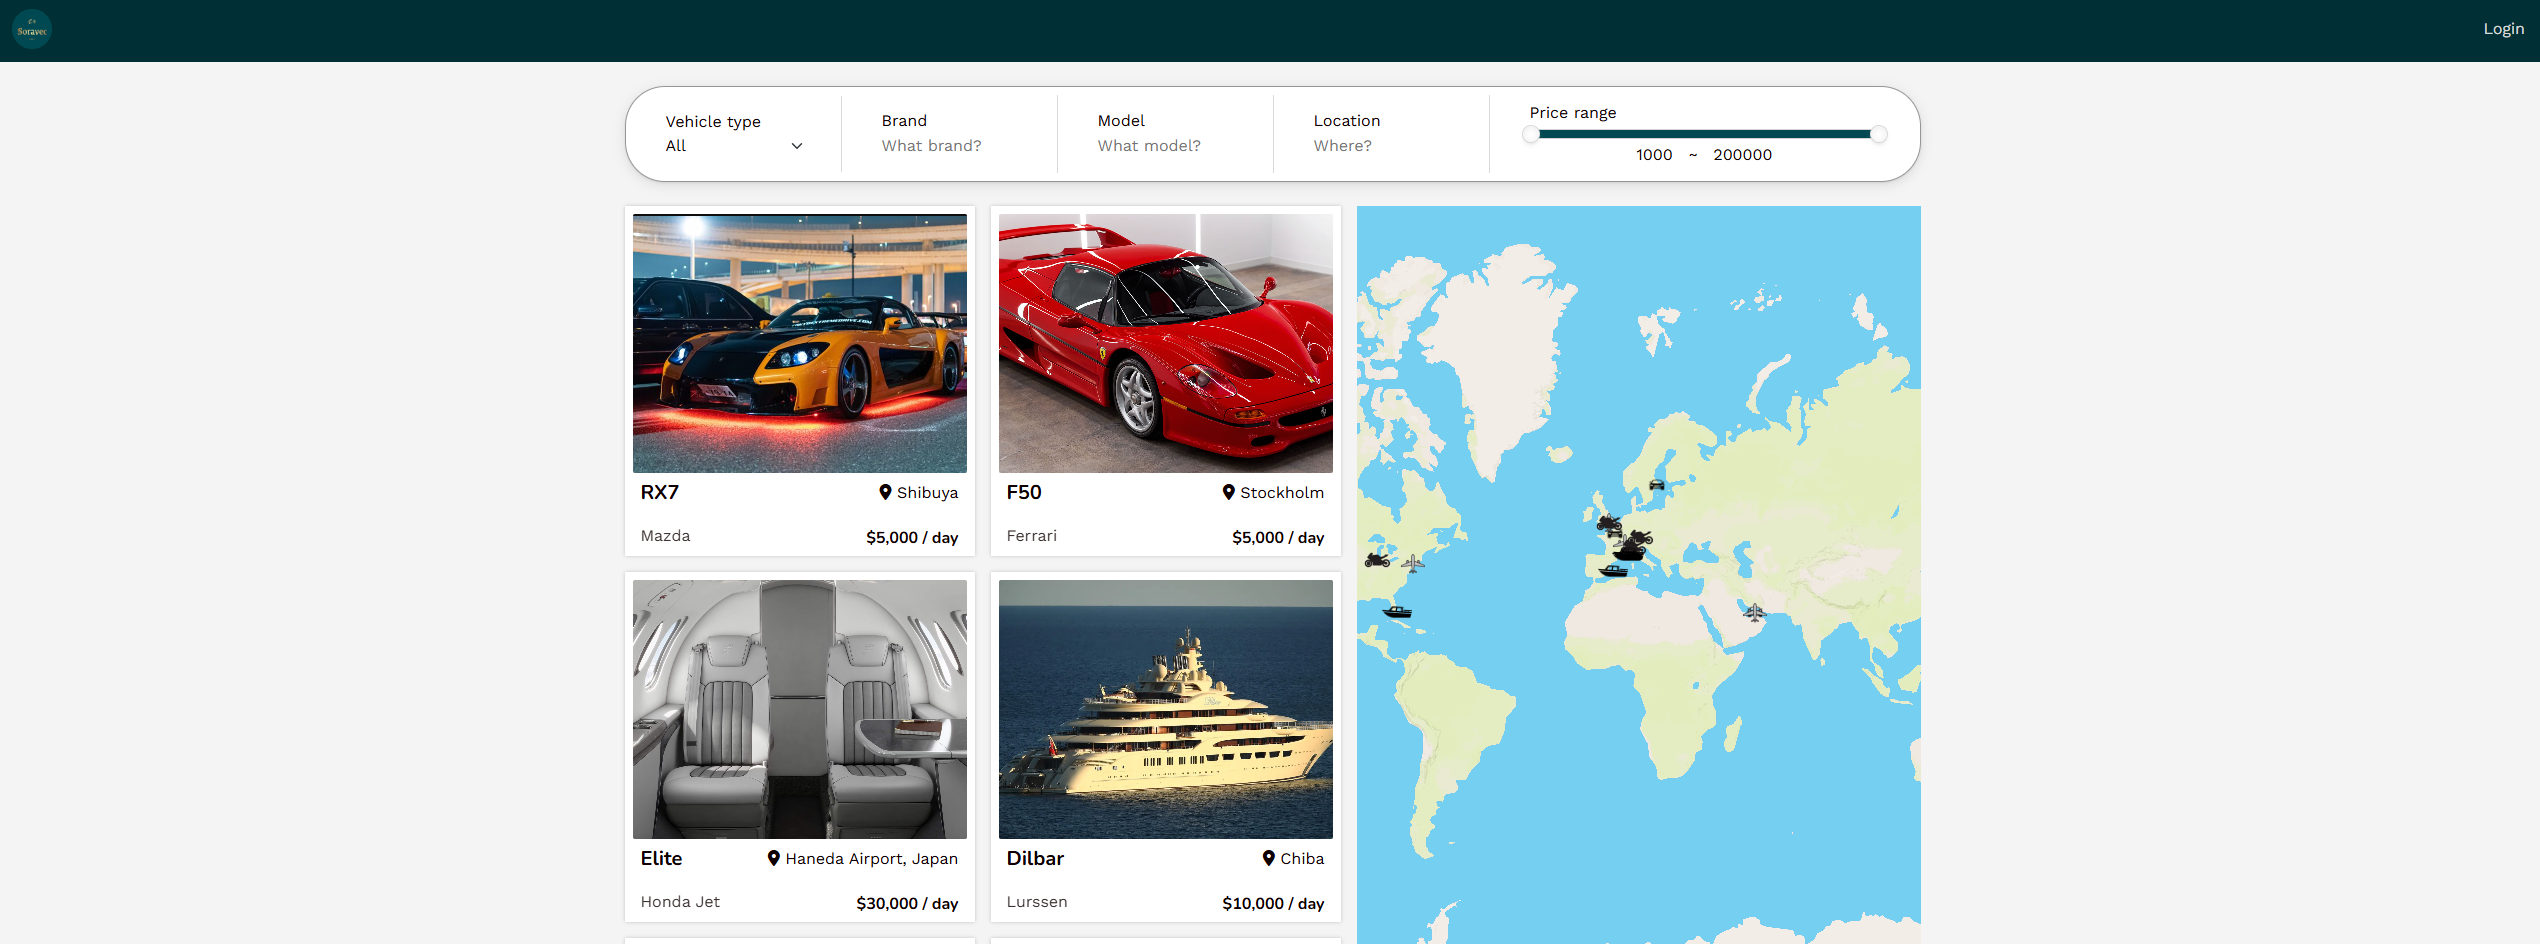 Soravec
Login
Vehicle type
All
Brand
What brand?
Model
What model?
Location
Where?
Price range
1000 ~ 200000
RX7
Shibuya
Mazda
$5,000 / day
F50
Stockholm
Ferrari
$5,000 / day
Elite
Haneda Airport, Japan
Honda Jet
$30,000 / day
Dilbar
Chiba
Lurssen
$10,000 / day